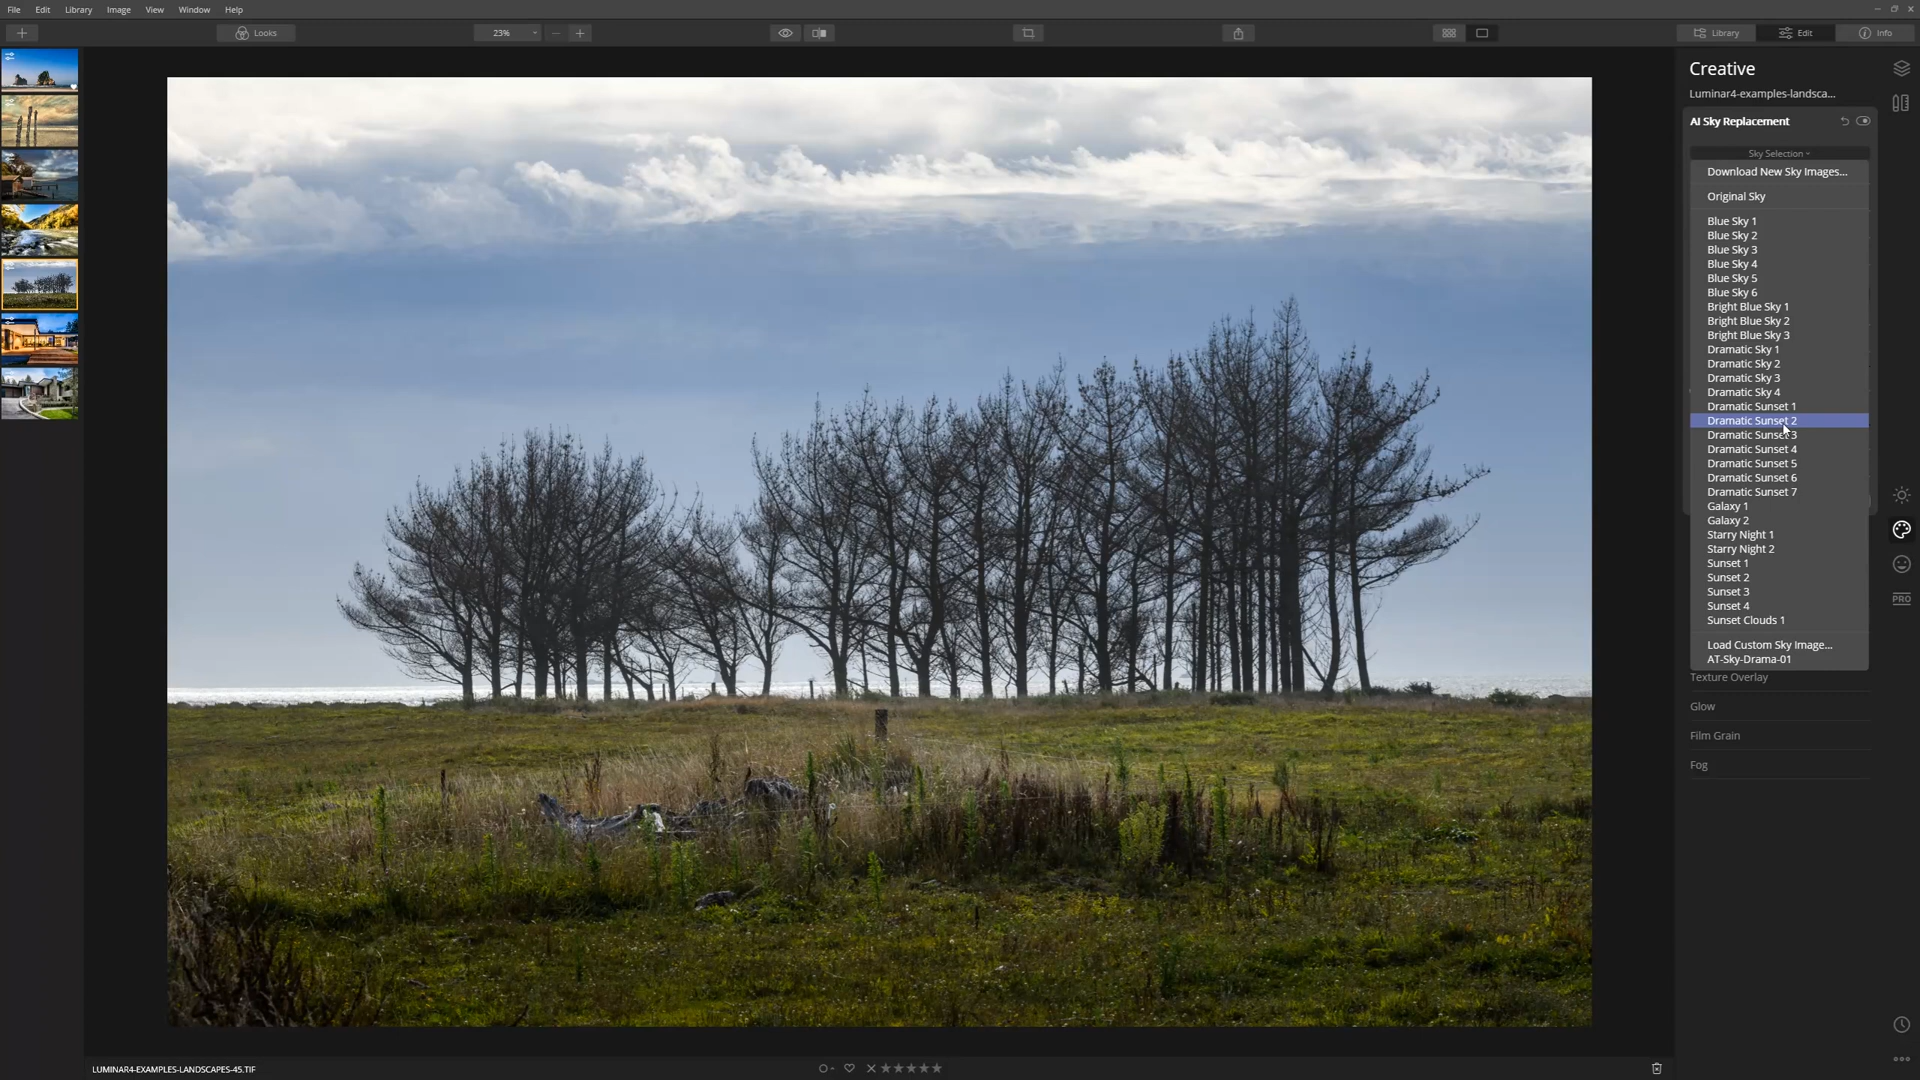 File Edit Library Image View Window Help
Looks 23% Library Edit Info
Creative
Luminar4-examples-landsca...
AI Sky Replacement
Sky Selection
Download New Sky Images...
Original Sky
Blue Sky 1
Blue Sky 2
Blue Sky 3
Blue Sky 4
Blue Sky 5
Blue Sky 6
Bright Blue Sky 1
Bright Blue Sky 2
Bright Blue Sky 3
Dramatic Sky 1
Dramatic Sky 2
Dramatic Sky 3
Dramatic Sky 4
Dramatic Sunset 1
Dramatic Sunset 2
Dramatic Sunset 3
Dramatic Sunset 4
Dramatic Sunset 5
Dramatic Sunset 6
Dramatic Sunset 7
Galaxy 1
Galaxy 2
Starry Night 1
Starry Night 2
Sunset 1
Sunset 2
Sunset 3
Sunset 4
Sunset Clouds 1
Load Custom Sky Image...
AT-Sky-Drama-01
PRO
Texture Overlay
Glow
Film Grain
Fog
LUMINAR4-EXAMPLES-LANDSCAPES-45.TIF